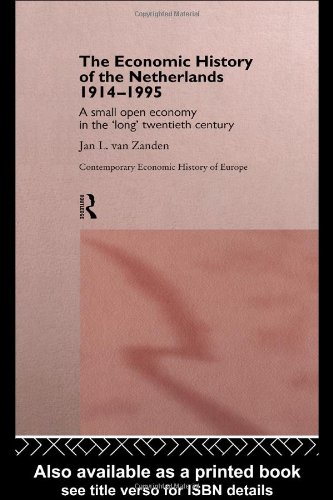 The Economic History
of the Netherlands
1914–1995
A small open economy
in the ‘long’ twentieth century
Jan L. van Zanden
Contemporary Economic History of Europe
ROUTLEDGE
R
Also available as a printed book
see title verso for ISBN details